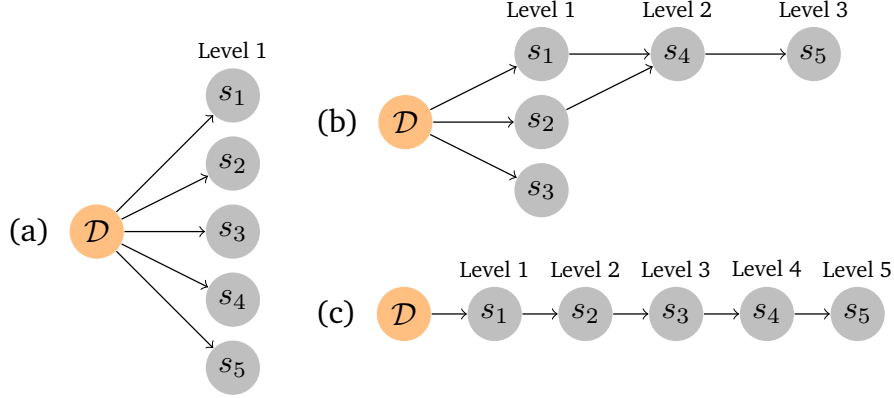 (a)
Level 1
𝒟
s₁
s₂
s₃
s₄
s₅
(b)
Level 1 Level 2 Level 3
𝒟
s₁ s₄ s₅
s₂
s₃
(c)
Level 1 Level 2 Level 3 Level 4 Level 5
𝒟 s₁ s₂ s₃ s₄ s₅